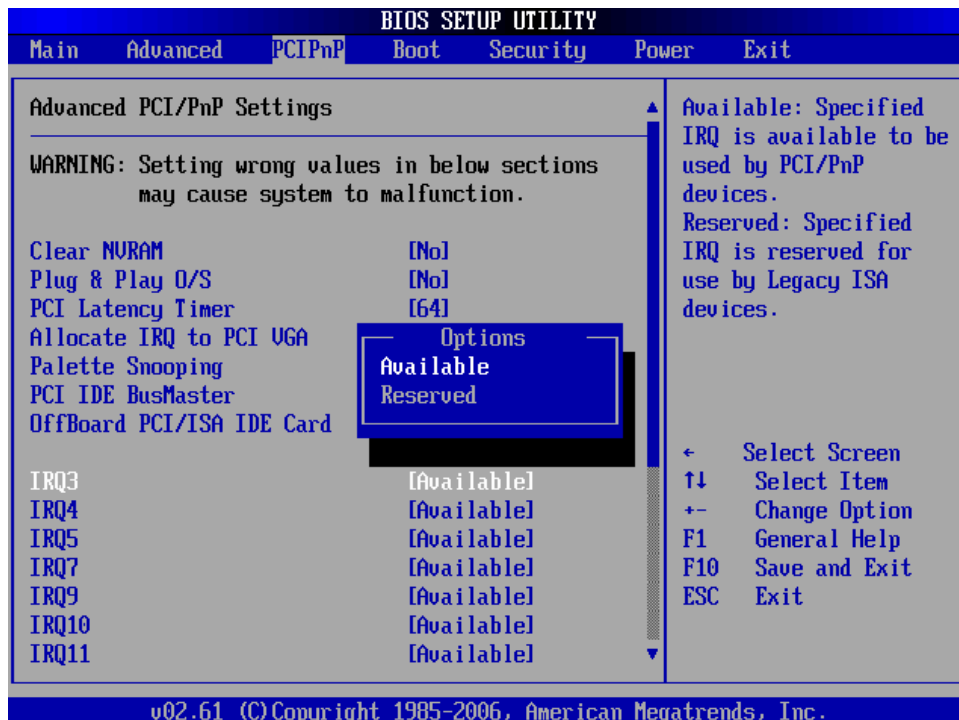 BIOS SETUP UTILITY
Main Advanced PCIPnP Boot Security Power Exit
Advanced PCI/PnP Settings
WARNING: Setting wrong values in below sections
may cause system to malfunction.
Clear NVRAM [No]
Plug & Play O/S [No]
PCI Latency Timer [64]
Allocate IRQ to PCI VGA
Palette Snooping
PCI IDE BusMaster
OffBoard PCI/ISA IDE Card
Options
Available
Reserved
IRQ3 [Available]
IRQ4 [Available]
IRQ5 [Available]
IRQ7 [Available]
IRQ9 [Available]
IRQ10 [Available]
IRQ11 [Available]
Available: Specified
IRQ is available to be
used by PCI/PnP
devices.
Reserved: Specified
IRQ is reserved for
use by Legacy ISA
devices.
← Select Screen
↑↓ Select Item
+- Change Option
F1 General Help
F10 Save and Exit
ESC Exit
v02.61 (C)Copyright 1985-2006, American Megatrends, Inc.